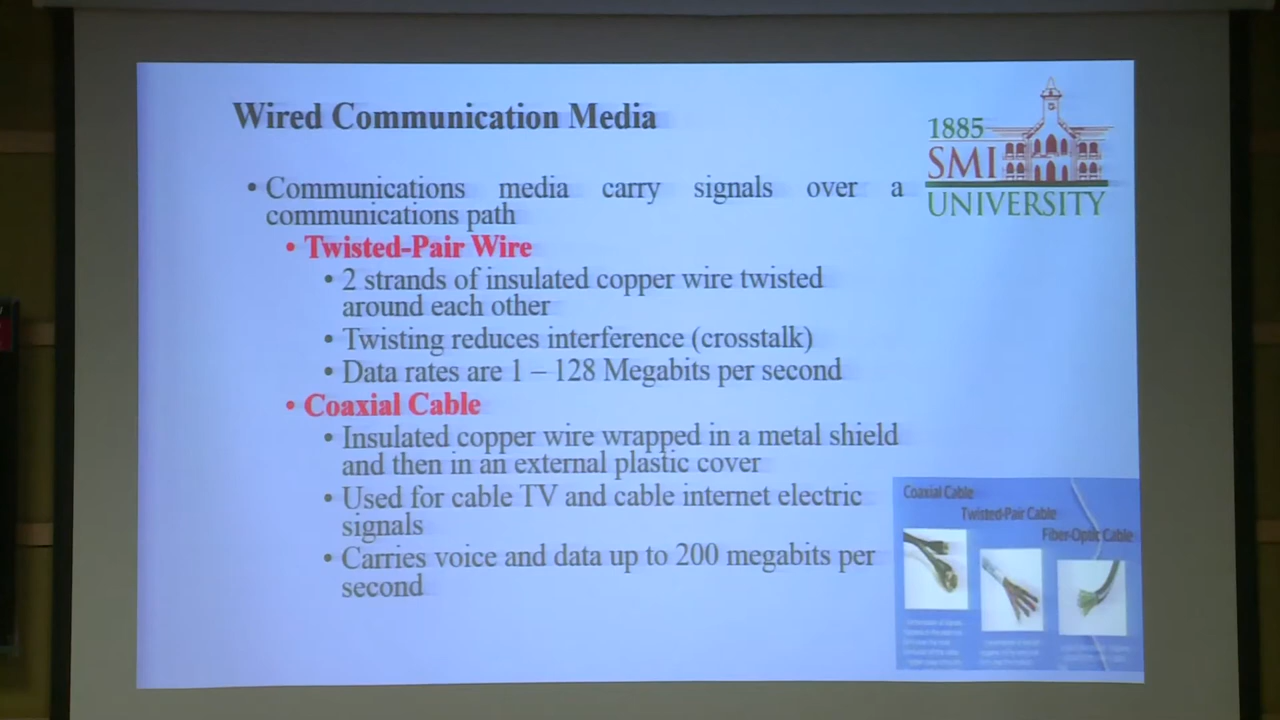 Wired Communication Media
1885
SMI
UNIVERSITY
• Communications media carry signals over a
communications path
• Twisted-Pair Wire
• 2 strands of insulated copper wire twisted
around each other
• Twisting reduces interference (crosstalk)
• Data rates are 1 – 128 Megabits per second
• Coaxial Cable
• Insulated copper wire wrapped in a metal shield
and then in an external plastic cover
• Used for cable TV and cable internet electric
signals
• Carries voice and data up to 200 megabits per
second
Coaxial Cable
Twisted-Pair Cable
Fiber-Optic Cable